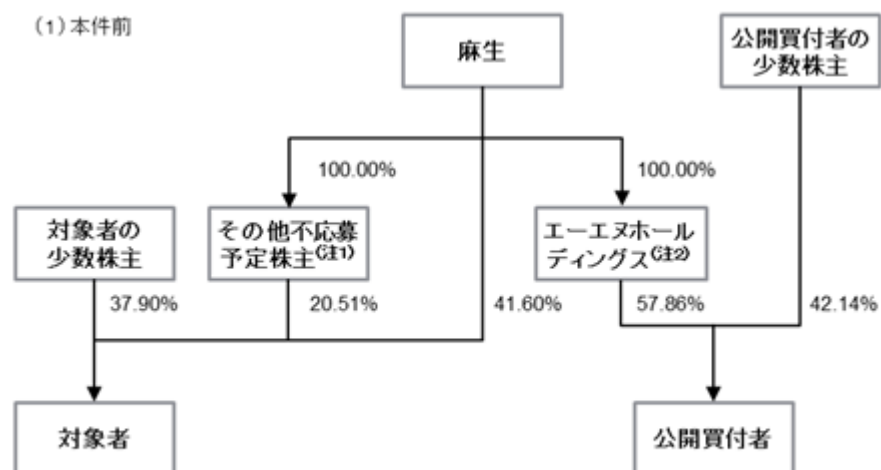 (1)本件前
麻生
公開買付者の
少数株主
100.00%
100.00%
対象者の
少数株主
その他不応募
予定株主(注1)
エーエヌホール
ディングス(注2)
37.90%
20.51%
41.60%
57.86%
42.14%
対象者
公開買付者